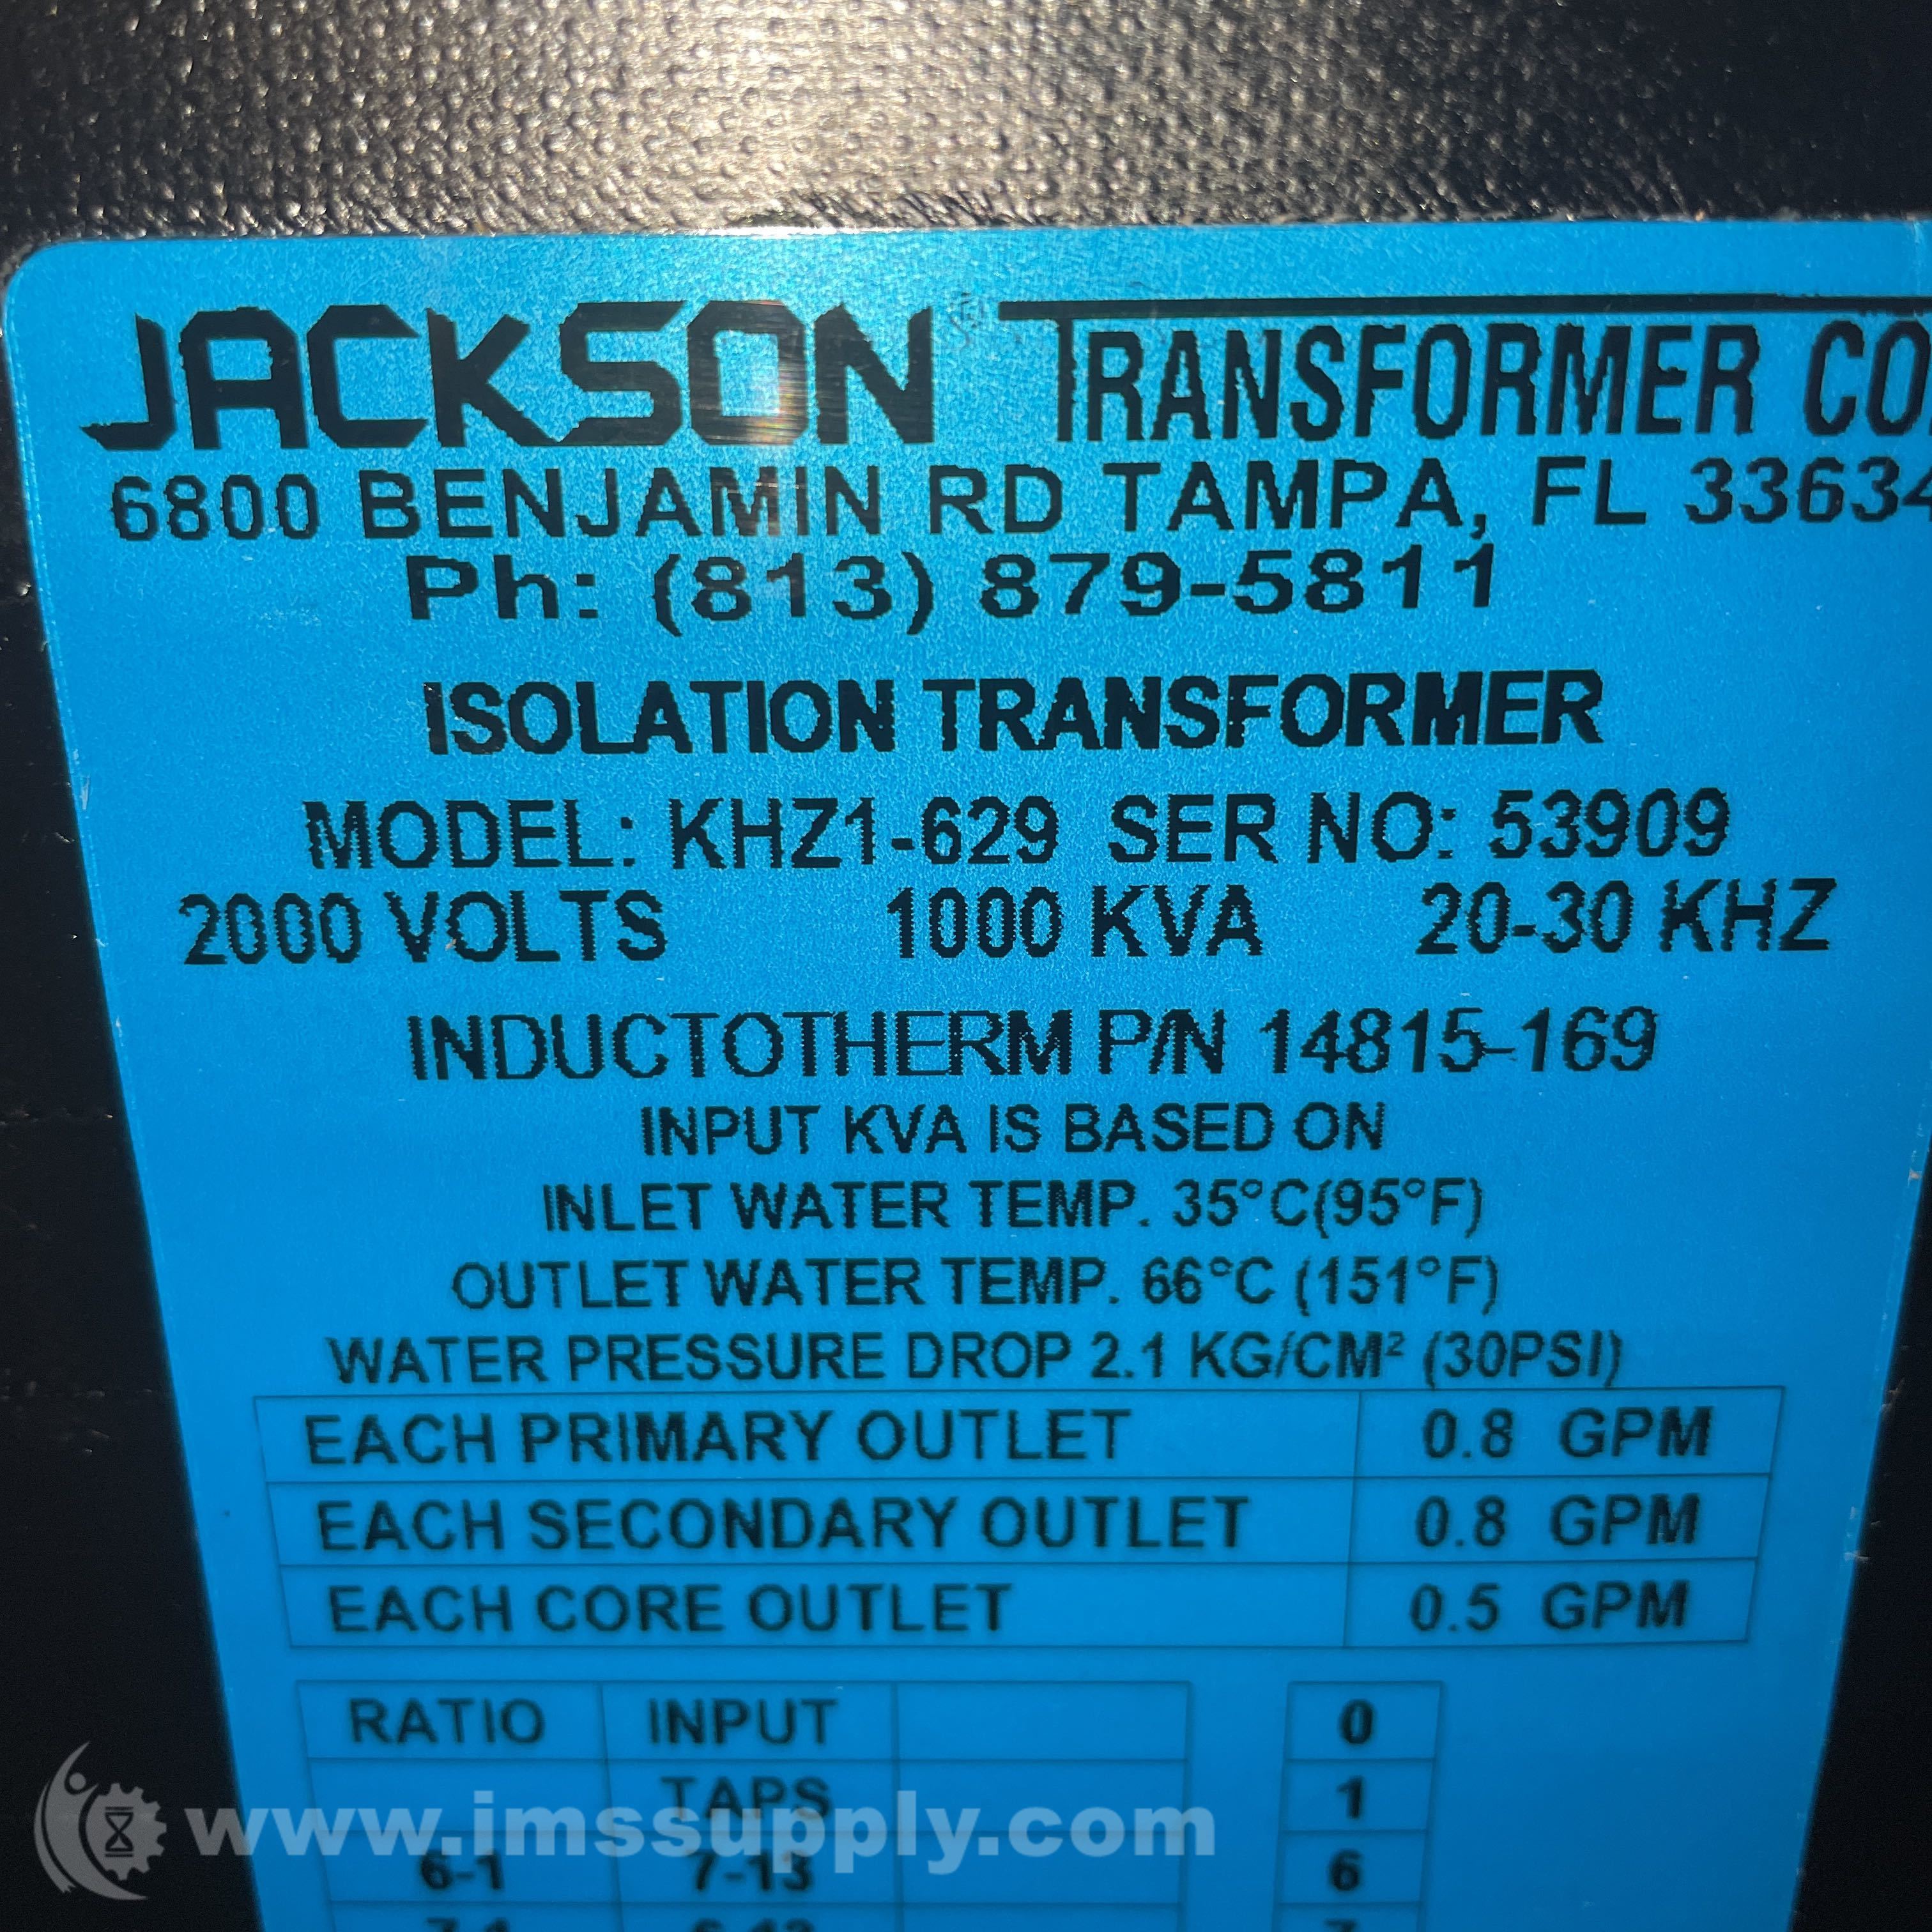 JACKSON® TRANSFORMER CO.
6800 BENJAMIN RD TAMPA, FL 33634
Ph: (813) 879-5811
ISOLATION TRANSFORMER
MODEL: KHZ1-629 SER NO: 53909
2000 VOLTS 1000 KVA 20-30 KHZ
INDUCTOTHERM P/N 14815-169
INPUT KVA IS BASED ON
INLET WATER TEMP. 35°C(95°F)
OUTLET WATER TEMP. 66°C (151°F)
WATER PRESSURE DROP 2.1 KG/CM² (30PSI)
EACH PRIMARY OUTLET 0.8 GPM
EACH SECONDARY OUTLET 0.8 GPM
EACH CORE OUTLET 0.5 GPM
RATIO INPUT 0
TAPS 1
www.imssupply.com
6-1 7-13 6